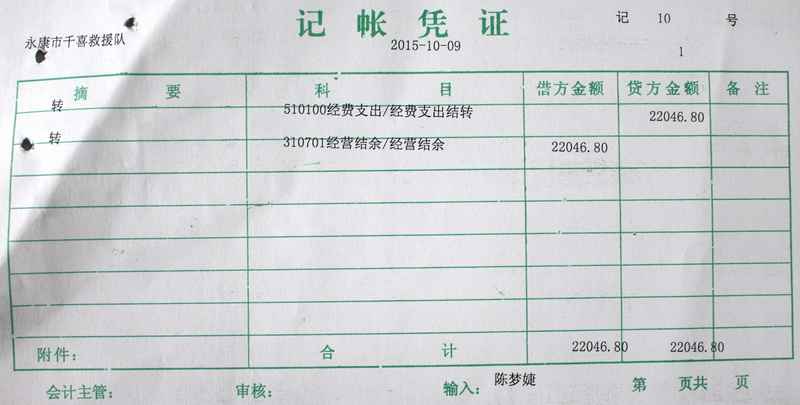 记帐凭证
记 10 号
永康市千喜救援队
2015-10-09
1
摘要 科目 借方金额 贷方金额 备注
转 510100经费支出/经费支出结转 22046.80
转 310701经营结余/经营结余 22046.80
附件： 合计 22046.80 22046.80
会计主管： 审核： 输入： 陈梦婕 第 页共 页